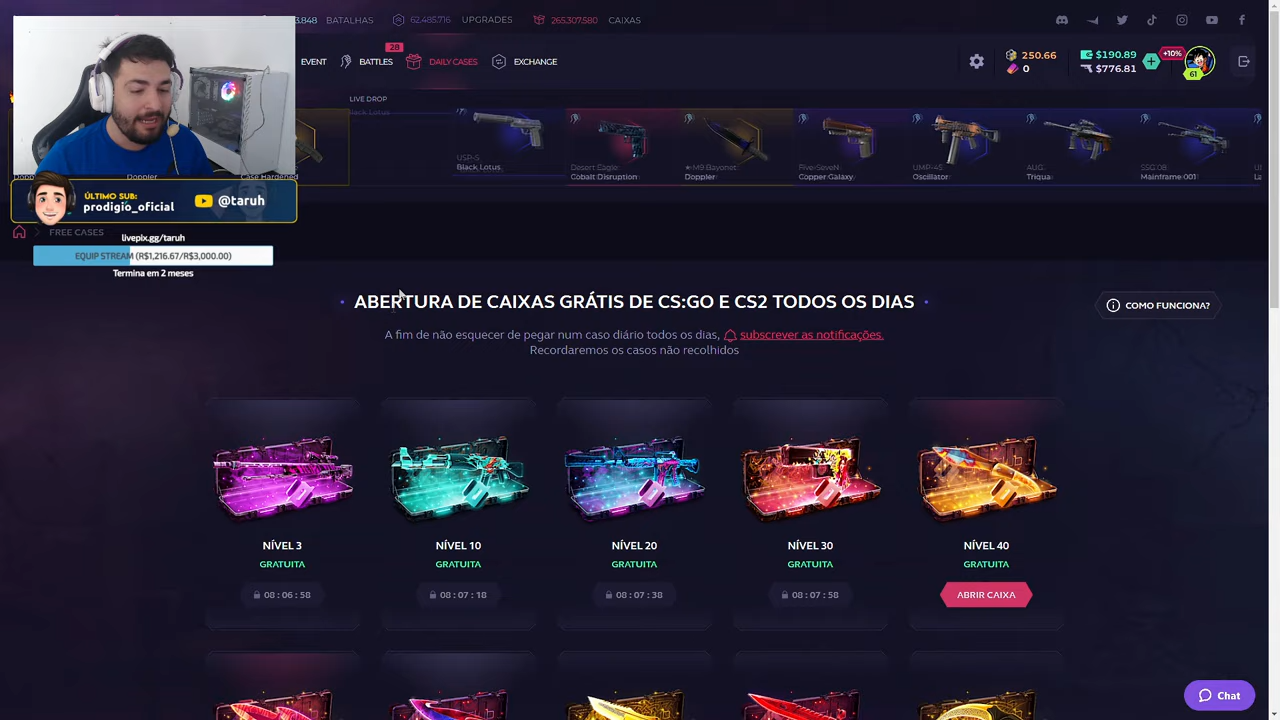 3.848 BATALHAS 62.485.716 UPGRADES 265.307.580 CAIXAS
EVENT BATTLES 28 DAILY CASES EXCHANGE
250.66
0
$190.89
$776.81
+10%
61
LIVE DROP
Black Lotus
Doppler
Doppler
Case Hardened
USP-S
Black Lotus
Desert Eagle
Cobalt Disruption
M9 Bayonet
Doppler
Five-SeveN
Copper Galaxy
UMP-45
Oscillator
AUG
Triqua
SSG 08
Mainframe 001
ÚLTIMO SUB:
prodigio_oficial
@taruh
FREE CASES
livepix.gg/taruh
EQUIP STREAM (R$1,216.67/R$3,000.00)
Termina em 2 meses
ABERTURA DE CAIXAS GRÁTIS DE CS:GO E CS2 TODOS OS DIAS
COMO FUNCIONA?
A fim de não esquecer de pegar num caso diário todos os dias, subscrever as notificações.
Recordaremos os casos não recolhidos
NÍVEL 3
GRATUITA
08 : 06 : 58
NÍVEL 10
GRATUITA
08 : 07 : 18
NÍVEL 20
GRATUITA
08 : 07 : 38
NÍVEL 30
GRATUITA
08 : 07 : 58
NÍVEL 40
GRATUITA
ABRIR CAIXA
Chat